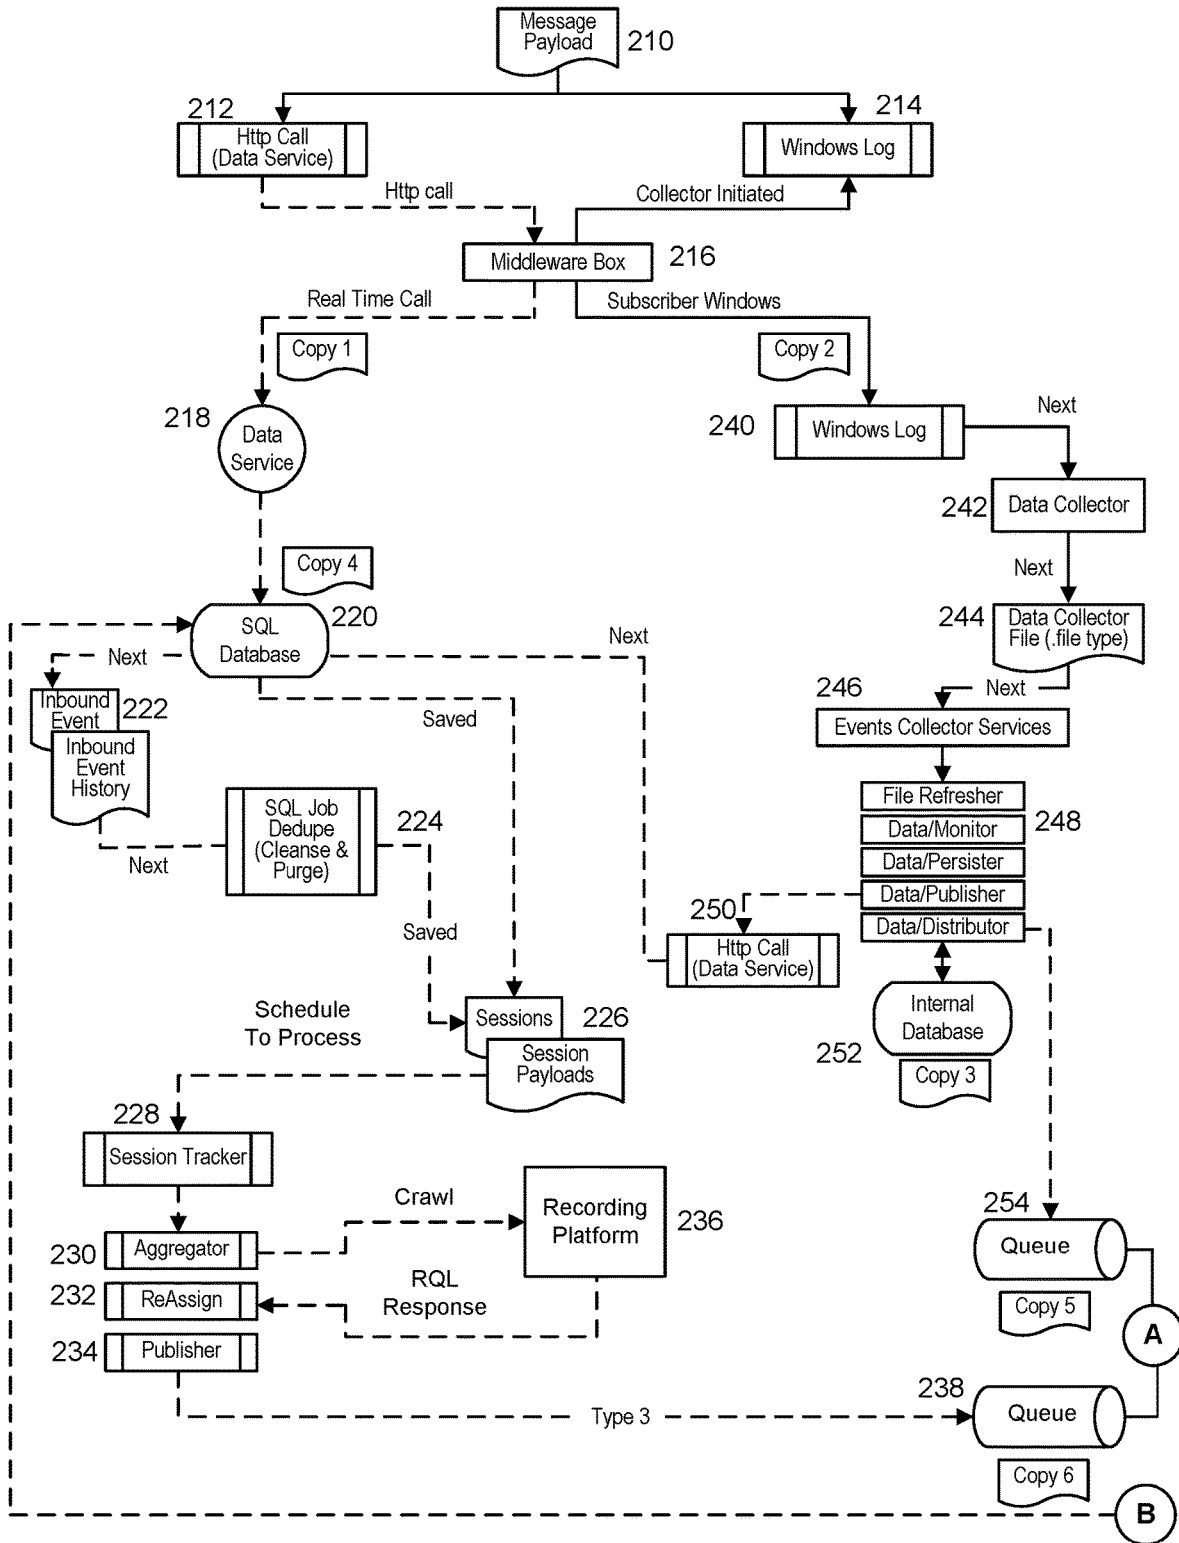 Message
Payload
210
212
214
Http Call
(Data Service)
Windows Log
Http call
Collector Initiated
Middleware Box
216
Real Time Call
Subscriber Windows
Copy 1
Copy 2
218
Data
Service
240
Windows Log
Next
242
Data Collector
Next
Copy 4
220
SQL
Database
Next
244
Data Collector
File (.file type)
Next
Inbound
Event
222
Inbound
Event
History
Saved
Next
246
Events Collector Services
File Refresher
248
Data/Monitor
Data/Persister
Data/Publisher
Data/Distributor
SQL Job
Dedupe
(Cleanse &
Purge)
224
Next
Saved
250
Http Call
(Data Service)
Internal
Database
252
Copy 3
Schedule
To Process
Sessions
226
Session
Payloads
228
Session Tracker
Crawl
Recording
Platform
236
230
Aggregator
232
ReAssign
RQL
Response
234
Publisher
254
Queue
Copy 5
A
238
Type 3
Queue
Copy 6
B